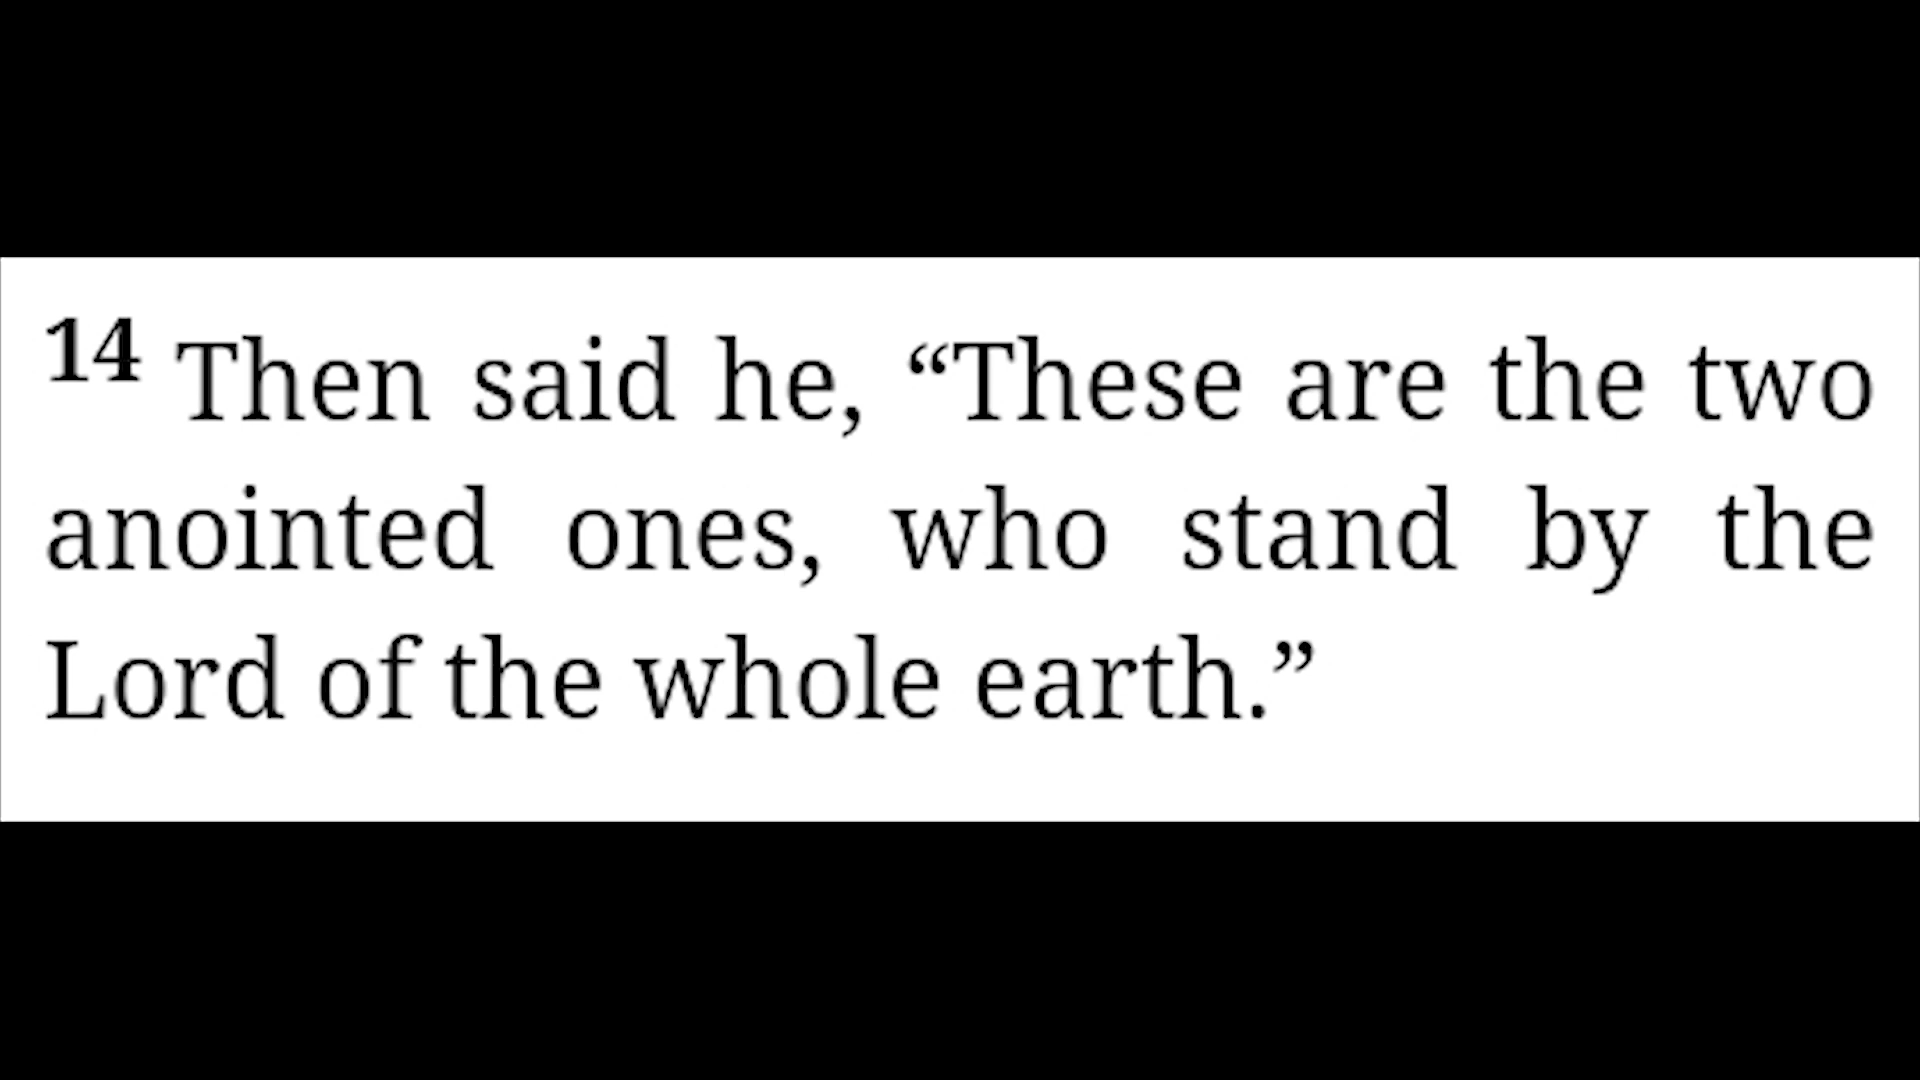 14 Then said he, “These are the two
anointed ones, who stand by the
Lord of the whole earth.”